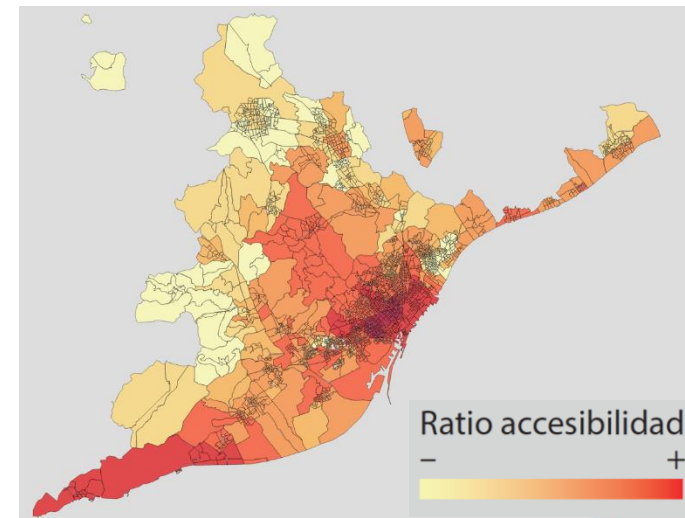 Ratio accesibilidad
– +